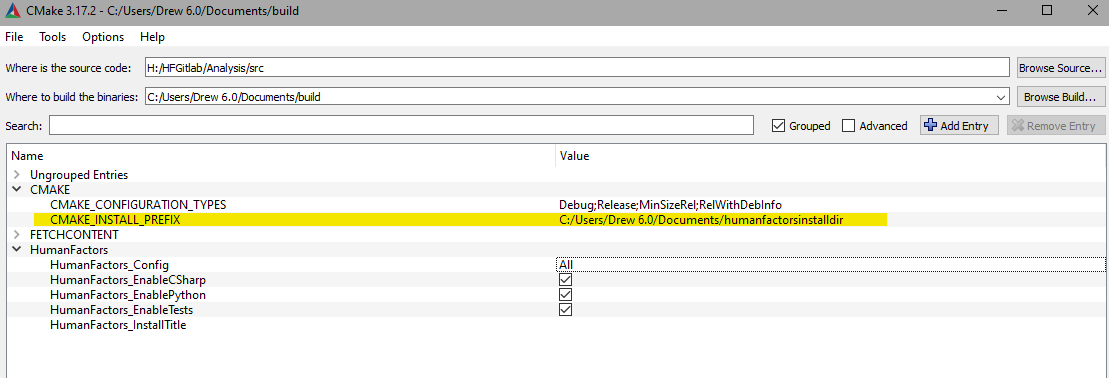 CMake 3.17.2 - C:/Users/Drew 6.0/Documents/build
File Tools Options Help
Where is the source code: H:/HFGitlab/Analysis/src Browse Source...
Where to build the binaries: C:/Users/Drew 6.0/Documents/build Browse Build...
Search: Grouped Advanced Add Entry Remove Entry
Name Value
Ungrouped Entries
CMAKE
CMAKE_CONFIGURATION_TYPES Debug;Release;MinSizeRel;RelWithDebInfo
CMAKE_INSTALL_PREFIX C:/Users/Drew 6.0/Documents/humanfactorsinstalldir
FETCHCONTENT
HumanFactors
HumanFactors_Config All
HumanFactors_EnableCSharp
HumanFactors_EnablePython
HumanFactors_EnableTests
HumanFactors_InstallTitle